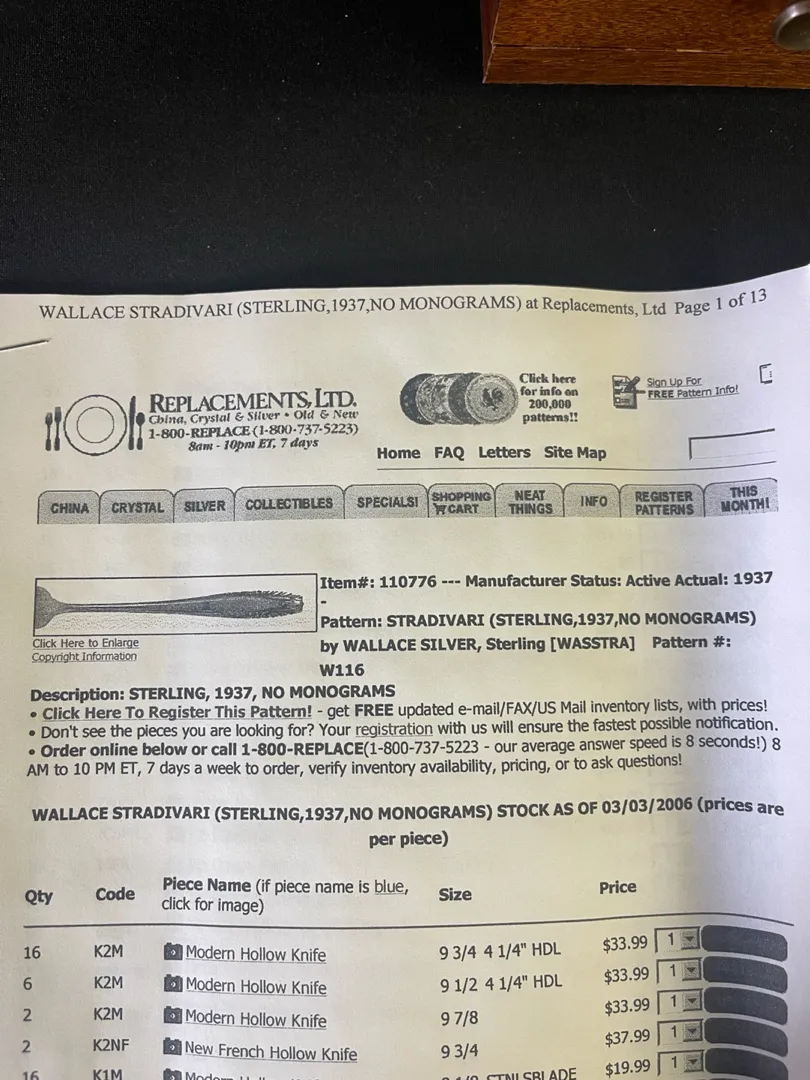 WALLACE STRADIVARI (STERLING,1937,NO MONOGRAMS) at Replacements, Ltd Page 1 of 13
REPLACEMENTS, LTD.
China, Crystal & Silver • Old & New
1-800-REPLACE (1-800-737-5223)
8am - 10pm ET, 7 days
Click here
for info on
200,000
patterns!!
Sign Up For
FREE Pattern Info!
Home FAQ Letters Site Map
CHINA CRYSTAL SILVER COLLECTIBLES SPECIALS! SHOPPING CART NEAT THINGS INFO REGISTER PATTERNS THIS MONTH!
Click Here to Enlarge
Copyright Information
Item#: 110776 --- Manufacturer Status: Active Actual: 1937
-
Pattern: STRADIVARI (STERLING,1937,NO MONOGRAMS)
by WALLACE SILVER, Sterling [WASSTRA] Pattern #:
W116
Description: STERLING, 1937, NO MONOGRAMS
• Click Here To Register This Pattern! - get FREE updated e-mail/FAX/US Mail inventory lists, with prices!
• Don't see the pieces you are looking for? Your registration with us will ensure the fastest possible notification.
• Order online below or call 1-800-REPLACE(1-800-737-5223 - our average answer speed is 8 seconds!) 8
AM to 10 PM ET, 7 days a week to order, verify inventory availability, pricing, or to ask questions!
WALLACE STRADIVARI (STERLING,1937,NO MONOGRAMS) STOCK AS OF 03/03/2006 (prices are
per piece)
Qty Code Piece Name (if piece name is blue, click for image) Size Price
16 K2M Modern Hollow Knife 9 3/4 4 1/4" HDL $33.99 1
6 K2M Modern Hollow Knife 9 1/2 4 1/4" HDL $33.99 1
2 K2M Modern Hollow Knife 9 7/8 $33.99 1
2 K2NF New French Hollow Knife 9 3/4 $37.99 1
16 K1M Modern STNLSBLADE $19.99 1